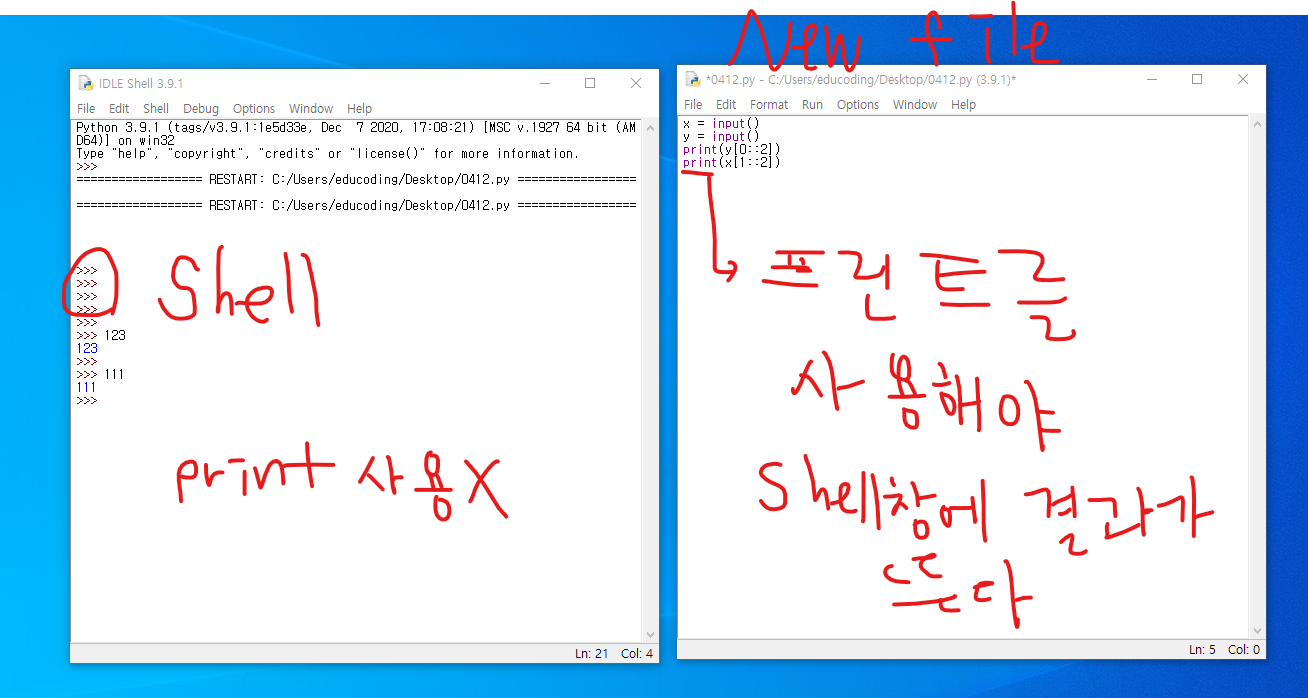 New file
IDLE Shell 3.9.1
File Edit Shell Debug Options Window Help
Python 3.9.1 (tags/v3.9.1:1e5d33e, Dec  7 2020, 17:08:21) [MSC v.1927 64 bit (AM
D64)] on win32
Type "help", "copyright", "credits" or "license()" for more information.
>>>
================== RESTART: C:/Users/educoding/Desktop/0412.py =================
================== RESTART: C:/Users/educoding/Desktop/0412.py =================
>>>
>>>
>>>
>>>
>>>
>>> 123
123
>>>
>>> 111
111
>>>
Shell
print 사용X
Ln: 21 Col: 4
*0412.py - C:/Users/educoding/Desktop/0412.py (3.9.1)*
File Edit Format Run Options Window Help
x = input()
y = input()
print(y[0::2])
print(x[1::2])
프린트를
사용해야
Shell창에 결과가
뜬다
Ln: 5 Col: 0